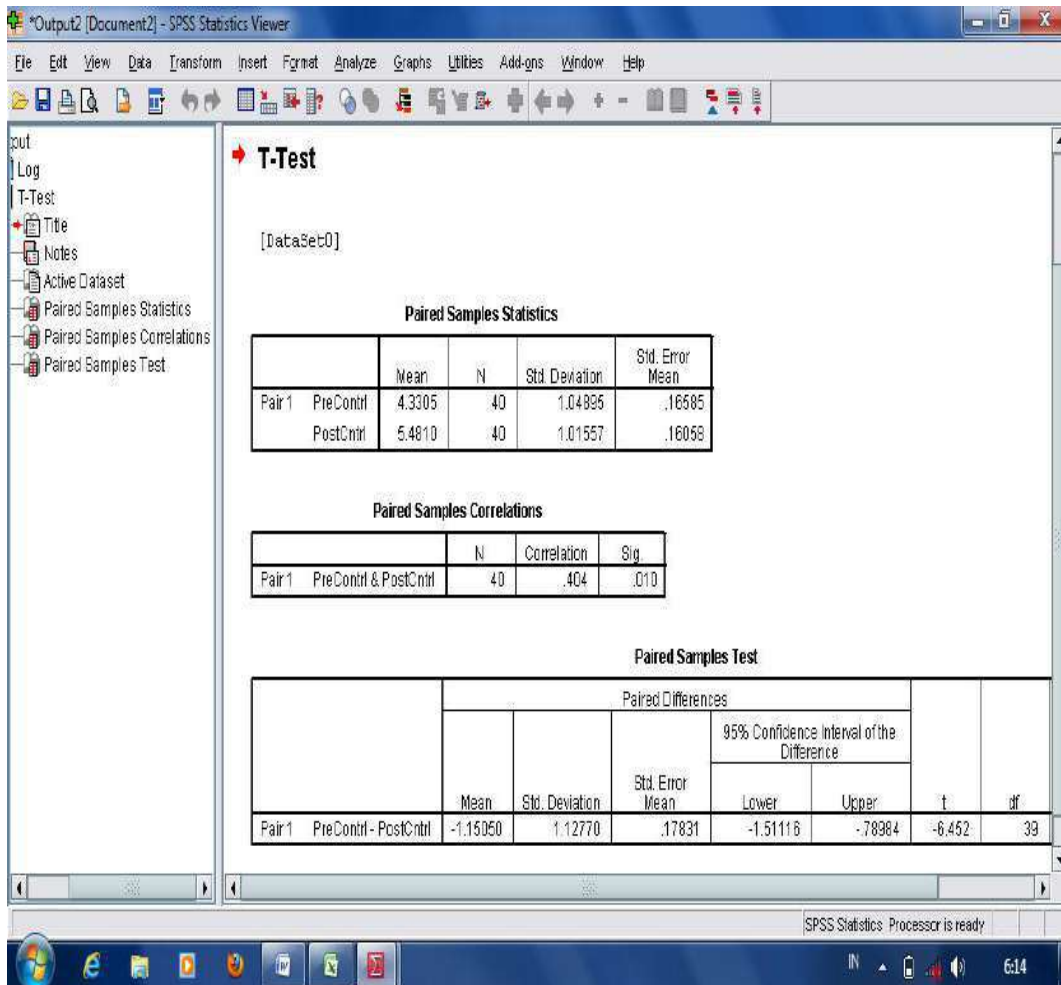 *Output2 [Document2] - SPSS Statistics Viewer
File Edit View Data Transform Insert Format Analyze Graphs Utilities Add-ons Window Help
put
Log
T-Test
Title
Notes
Active Dataset
Paired Samples Statistics
Paired Samples Correlations
Paired Samples Test
T-Test
[DataSet0]
Paired Samples Statistics
Mean N Std. Deviation Std. Error Mean
Pair 1 PreContrl 4.3305 40 1.04895 .16585
PostCntrl 5.4810 40 1.01557 .16058
Paired Samples Correlations
N Correlation Sig.
Pair 1 PreContrl & PostCntrl 40 .404 .010
Paired Samples Test
Paired Differences
95% Confidence Interval of the Difference
Mean Std. Deviation Std. Error Mean Lower Upper t df
Pair 1 PreContrl - PostCntrl -1.15050 1.12770 .17831 -1.51116 -.78984 -6.452 39
SPSS Statistics Processor is ready
IN 6:14